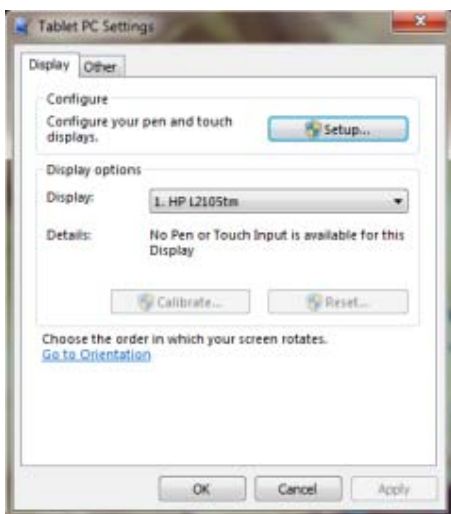 Tablet PC Settings
Display Other
Configure
Configure your pen and touch
displays.
Setup...
Display options
Display: 1. HP L2105tm
Details: No Pen or Touch Input is available for this
Display
Calibrate... Reset...
Choose the order in which your screen rotates.
Go to Orientation
OK Cancel Apply